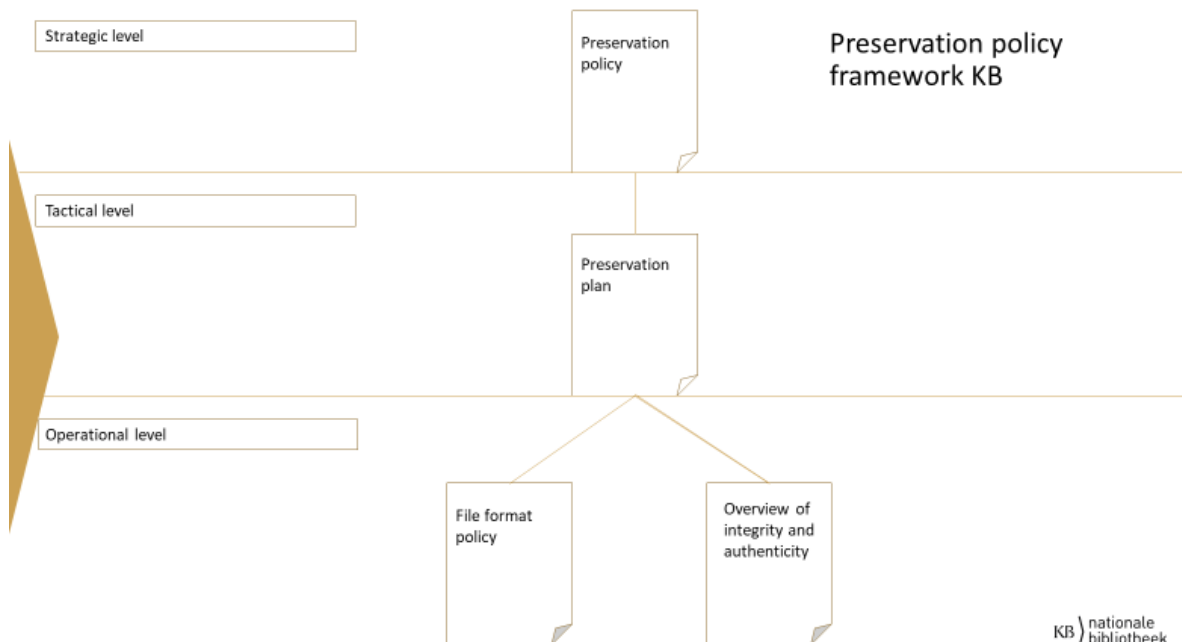 Strategic level
Preservation
policy
Preservation policy
framework KB
Tactical level
Preservation
plan
Operational level
File format
policy
Overview of
integrity and
authenticity
KB
nationale
bibliotheek